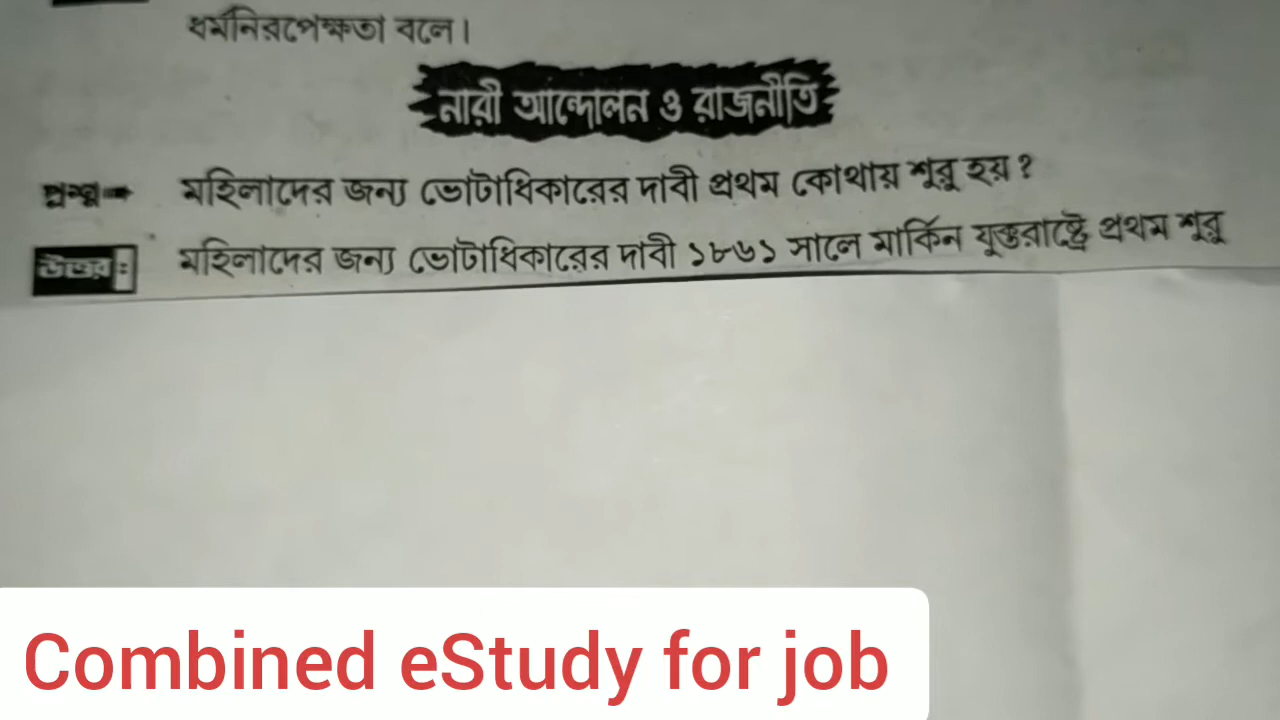 ধর্মনিরপেক্ষতা বলে।
নারী আন্দোলন ও রাজনীতি
প্রশ্ন➡ মহিলাদের জন্য ভোটাধিকারের দাবী প্রথম কোথায় শুরু হয় ?
উত্তর : মহিলাদের জন্য ভোটাধিকারের দাবী ১৮৬১ সালে মার্কিন যুক্তরাষ্ট্রে প্রথম শুরু
Combined eStudy for job